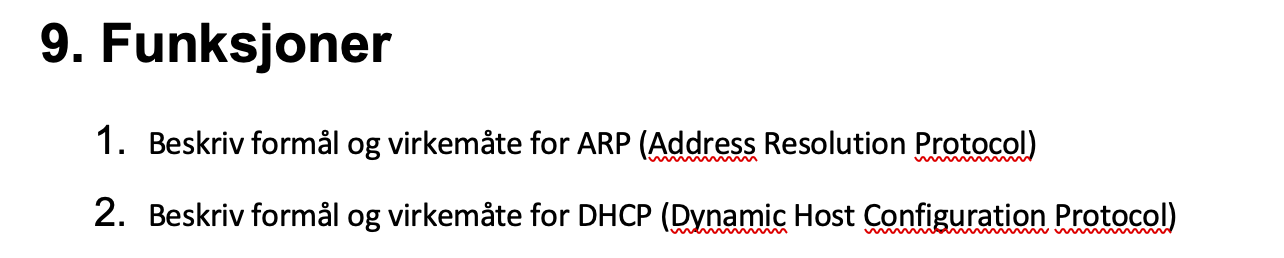 9. Funksjoner
1. Beskriv formål og virkemåte for ARP (Address Resolution Protocol)
2. Beskriv formål og virkemåte for DHCP (Dynamic Host Configuration Protocol)